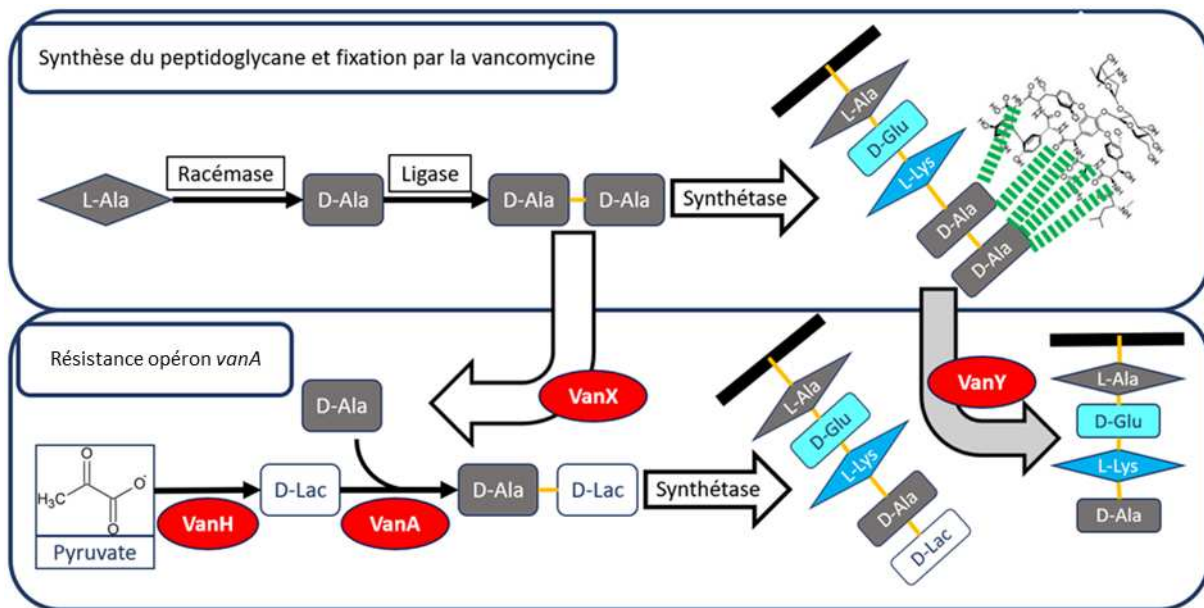 Synthèse du peptidoglycane et fixation par la vancomycine
L-Ala
Racémase
D-Ala
Ligase
D-Ala
D-Ala
Synthétase
L-Ala
D-Glu
L-Lys
D-Ala
D-Ala
Résistance opéron vanA
VanX
D-Ala
H₃C
O
O
O⁻
Pyruvate
VanH
D-Lac
VanA
D-Ala
D-Lac
Synthétase
L-Ala
D-Glu
L-Lys
D-Ala
D-Lac
VanY
L-Ala
D-Glu
L-Lys
D-Ala